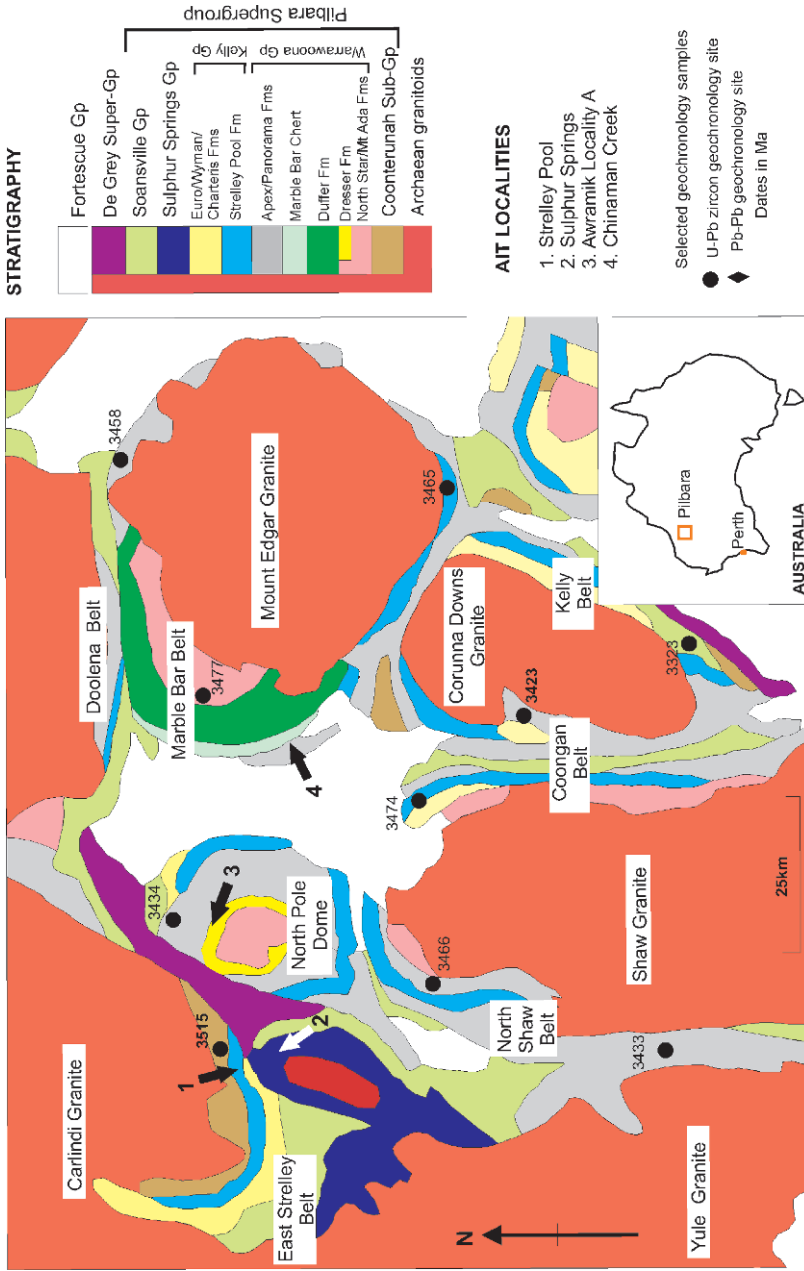 STRATIGRAPHY
Fortescue Gp
De Grey Super-Gp
Soansville Gp
Sulphur Springs Gp
Euro/Wyman/
Charteris Fms
Strelley Pool Fm
Apex/Panorama Fms
Marble Bar Chert
Duffer Fm
Dresser Fm
North Star/Mt Ada Fms
Coonterunah Sub-Gp
Archaean granitoids
Kelly Gp
Warrawoona Gp
Pilbara Supergroup
AIT LOCALITIES
1. Strelley Pool
2. Sulphur Springs
3. Awramik Locality A
4. Chinaman Creek
Selected geochronology samples
U-Pb zircon geochronology site
Pb-Pb geochronology site
Dates in Ma
Carlindi Granite
Doolena Belt
3458
Marble Bar Belt
3477
Mount Edgar Granite
3434
3
North Pole
Dome
4
3515
1
2
East Strelley
Belt
3465
Corunna Downs
Granite
3423
Kelly
Belt
3323
Coongan
Belt
3474
3466
North
Shaw
Belt
Shaw Granite
3433
Yule Granite
N
25km
Pilbara
Perth
AUSTRALIA